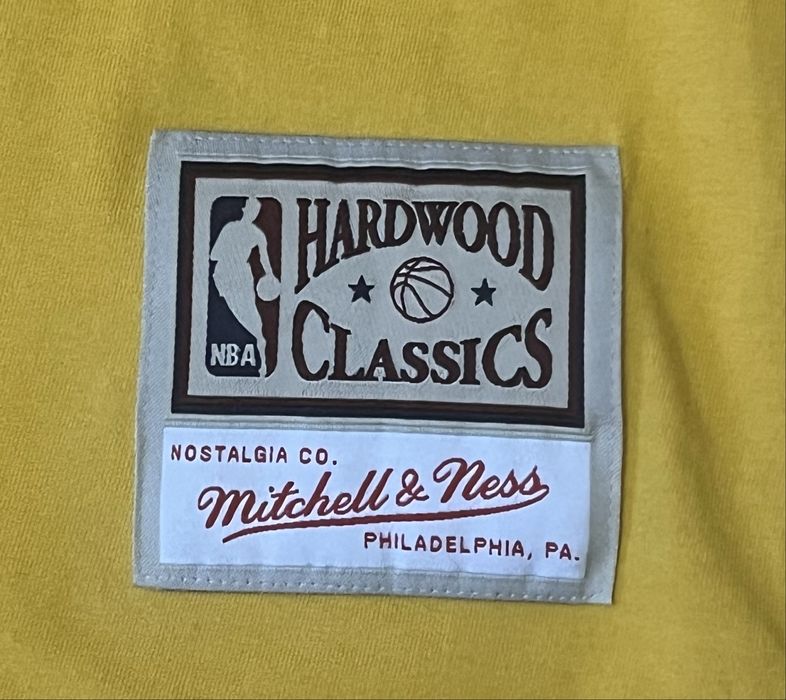 HARDWOOD
CLASSICS
NBA
NOSTALGIA CO.
Mitchell & Ness
PHILADELPHIA, PA.